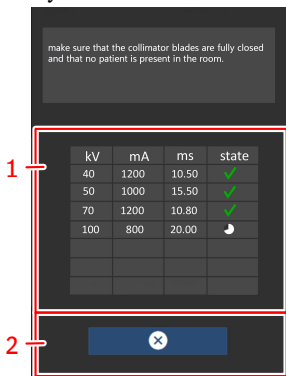 make sure that the collimator blades are fully closed
and that no patient is present in the room.
kV mA ms state
40 1200 10.50
50 1000 15.50
70 1200 10.80
100 800 20.00
1
2